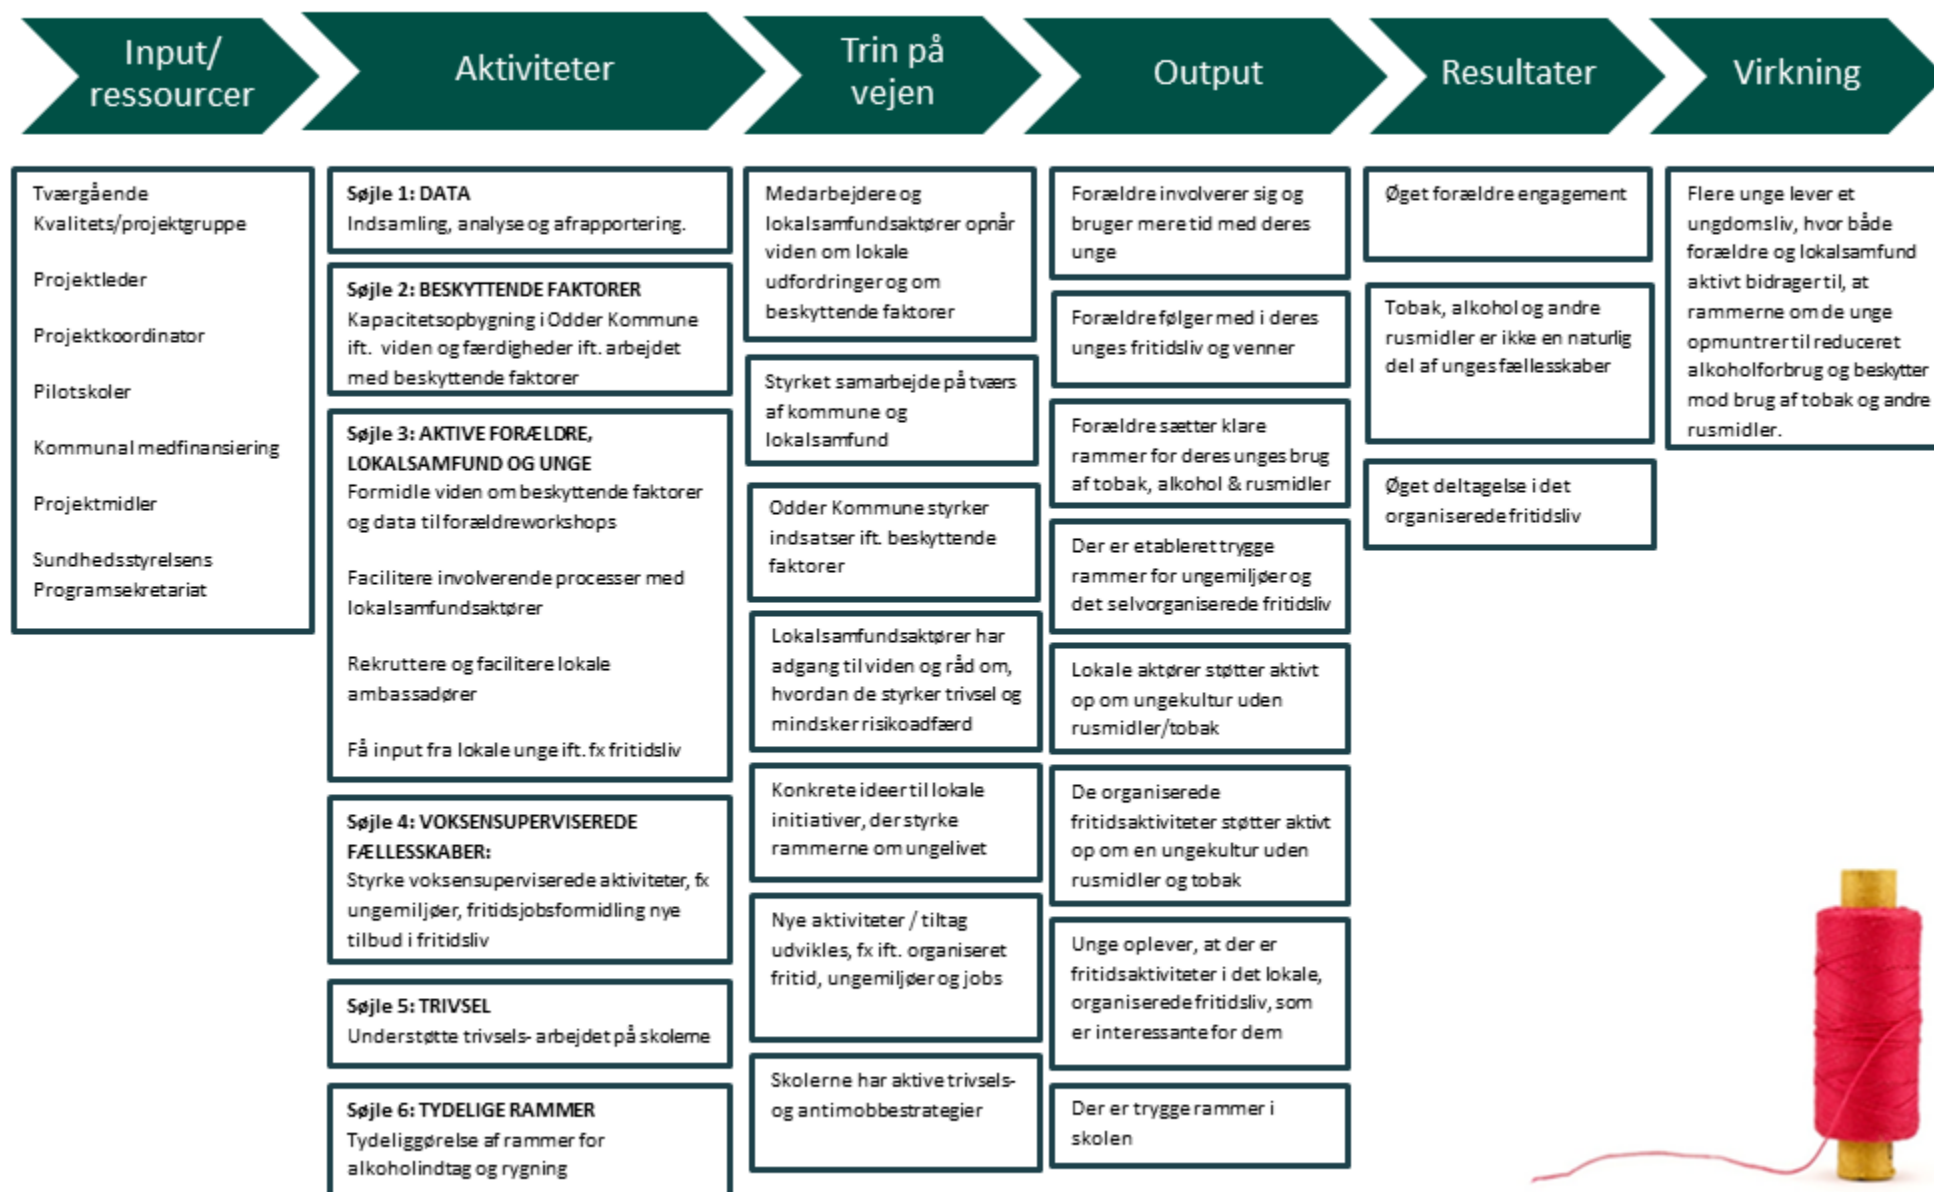 Input/
ressourcer
Aktiviteter
Trin på
vejen
Output
Resultater
Virkning
Tværgående
Kvalitets/projektgruppe
Projektleder
Projektkoordinator
Pilotskoler
Kommunal medfinansiering
Projektmidler
Sundhedsstyrelsens
Programsekretariat
Søjle 1: DATA
Indsamling, analyse og afrapportering.
Søjle 2: BESKYTTENDE FAKTORER
Kapacitetsopbygning i Odder Kommune
ift. viden og færdigheder ift. arbejdet
med beskyttende faktorer
Søjle 3: AKTIVE FORÆLDRE,
LOKALSAMFUND OG UNGE
Formidle viden om beskyttende faktorer
og data til forældreworkshops
Facilitere involverende processer med
lokalsamfundsaktører
Rekruttere og facilitere lokale
ambassadører
Få input fra lokale unge ift. fx fritidsliv
Søjle 4: VOKSENSUPERVISEREDE
FÆLLESSKABER:
Styrke voksensuperviserede aktiviteter, fx
ungemiljøer, fritidsjobsformidling nye
tilbud i fritidsliv
Søjle 5: TRIVSEL
Understøtte trivsels- arbejdet på skolerne
Søjle 6: TYDELIGE RAMMER
Tydeliggørelse af rammer for
alkoholindtag og rygning
Medarbejdere og
lokalsamfundsaktører opnår
viden om lokale
udfordringer og om
beskyttende faktorer
Styrket samarbejde på tværs
af kommune og
lokalsamfund
Odder Kommune styrker
indsatser ift. beskyttende
faktorer
Lokalsamfundsaktører har
adgang til viden og råd om,
hvordan de styrker trivsel og
mindsker risikoadfærd
Konkrete ideer til lokale
initiativer, der styrke
rammerne om ungelivet
Nye aktiviteter / tiltag
udvikles, fx ift. organiseret
fritid, ungemiljøer og jobs
Skolerne har aktive trivsels-
og antimobbestrategier
Forældre involverer sig og
bruger mere tid med deres
unge
Forældre følger med i deres
unges fritidsliv og venner
Forældre sætter klare
rammer for deres unges brug
af tobak, alkohol & rusmidler
Der er etableret trygge
rammer for ungemiljøer og
det selvorganiserede fritidsliv
Lokale aktører støtter aktivt
op om ungekultur uden
rusmidler/tobak
De organiserede
fritidsaktiviteter støtter aktivt
op om en ungekultur uden
rusmidler og tobak
Unge oplever, at der er
fritidsaktiviteter i det lokale,
organiserede fritidsliv, som
er interessante for dem
Der er trygge rammer i
skolen
Øget forældre engagement
Tobak, alkohol og andre
rusmidler er ikke en naturlig
del af unges fællesskaber
Øget deltagelse i det
organiserede fritidsliv
Flere unge lever et
ungdomsliv, hvor både
forældre og lokalsamfund
aktivt bidrager til, at
rammerne om de unge
opmuntrer til reduceret
alkoholforbrug og beskytter
mod brug af tobak og andre
rusmidler.